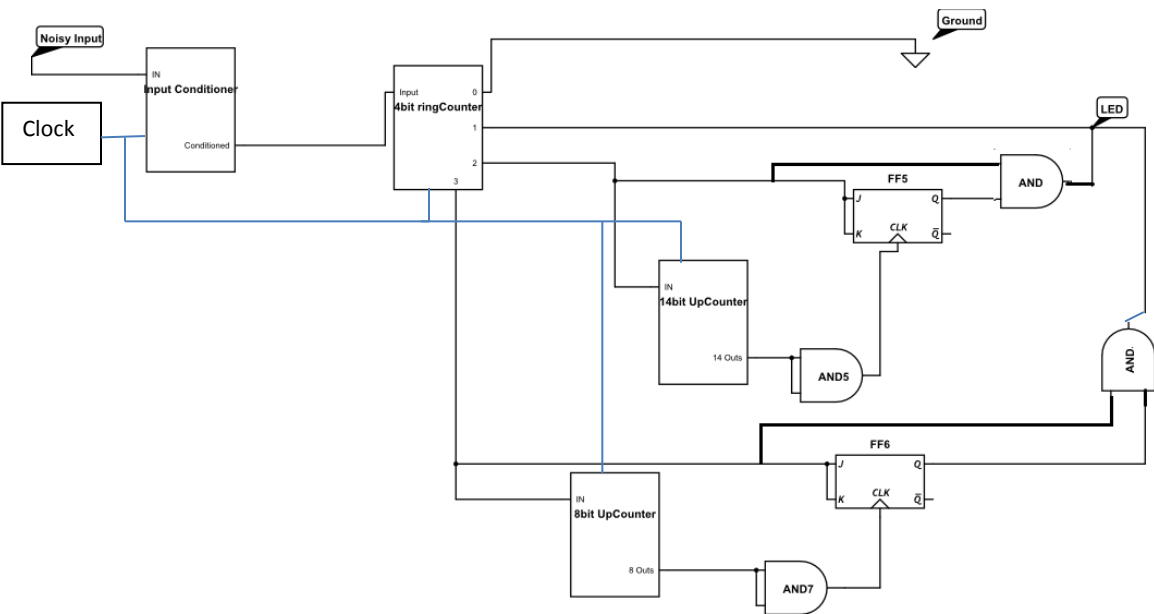 Ground
Noisy Input
IN
Input Conditioner
Clock
Conditioned
Input
0
4bit ringCounter
1
2
3
LED
AND
FF5
J
Q
K
CLK
Q
IN
14bit UpCounter
14 Outs
AND5
AND
FF6
J
Q
K
CLK
Q
IN
8bit UpCounter
8 Outs
AND7